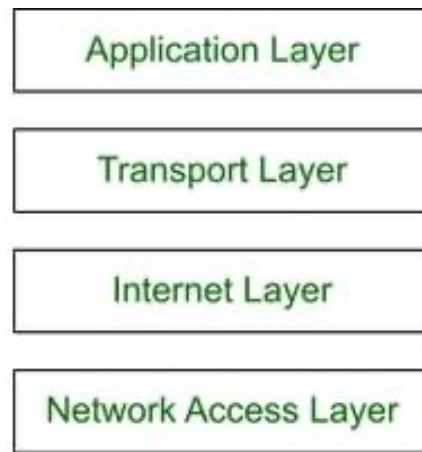 Application Layer
Transport Layer
Internet Layer
Network Access Layer